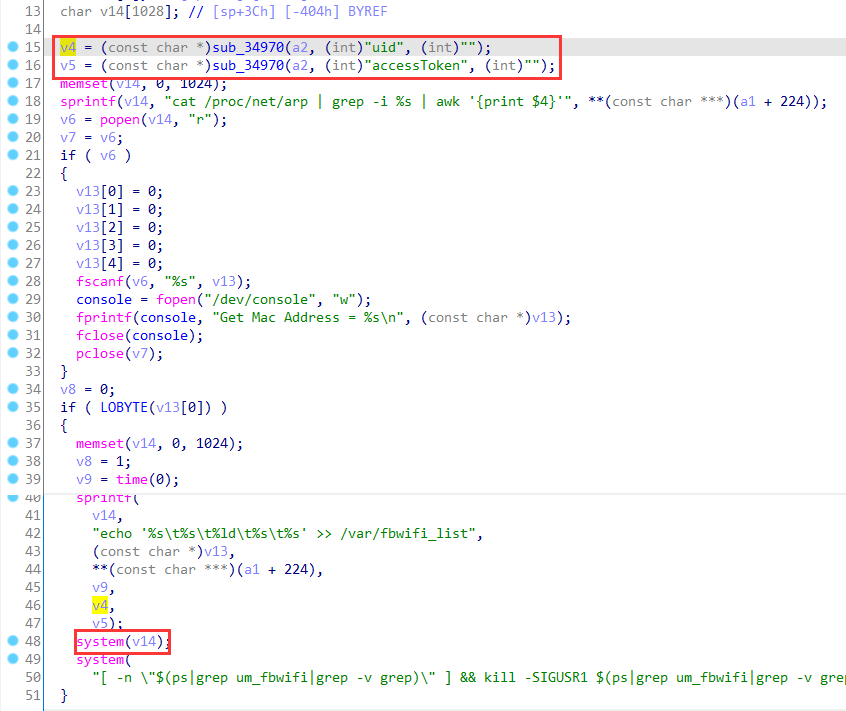 13 char v14[1028]; // [sp+3Ch] [-404h] BYREF
14
15 v4 = (const char *)sub_34970(a2, (int)"uid", (int)"");
16 v5 = (const char *)sub_34970(a2, (int)"accessToken", (int)"");
17 memset(v14, 0, 1024);
18 sprintf(v14, "cat /proc/net/arp | grep -i %s | awk '{print $4}'", **(const char ***)(a1 + 224));
19 v6 = popen(v14, "r");
20 v7 = v6;
21 if ( v6 )
22 {
23 v13[0] = 0;
24 v13[1] = 0;
25 v13[2] = 0;
26 v13[3] = 0;
27 v13[4] = 0;
28 fscanf(v6, "%s", v13);
29 console = fopen("/dev/console", "w");
30 fprintf(console, "Get Mac Address = %s\n", (const char *)v13);
31 fclose(console);
32 pclose(v7);
33 }
34 v8 = 0;
35 if ( LOBYTE(v13[0]) )
36 {
37 memset(v14, 0, 1024);
38 v8 = 1;
39 v9 = time(0);
40 sprintf(
41 v14,
42 "echo '%s\t%s\t%ld\t%s\t%s' >> /var/fbwifi_list",
43 (const char *)v13,
44 **(const char ***)(a1 + 224),
45 v9,
46 v4,
47 v5);
48 system(v14);
49 system(
50 "[ -n \"$(ps|grep um_fbwifi|grep -v grep)\" ] && kill -SIGUSR1 $(ps|grep um_fbwifi|grep -v grep
51 }